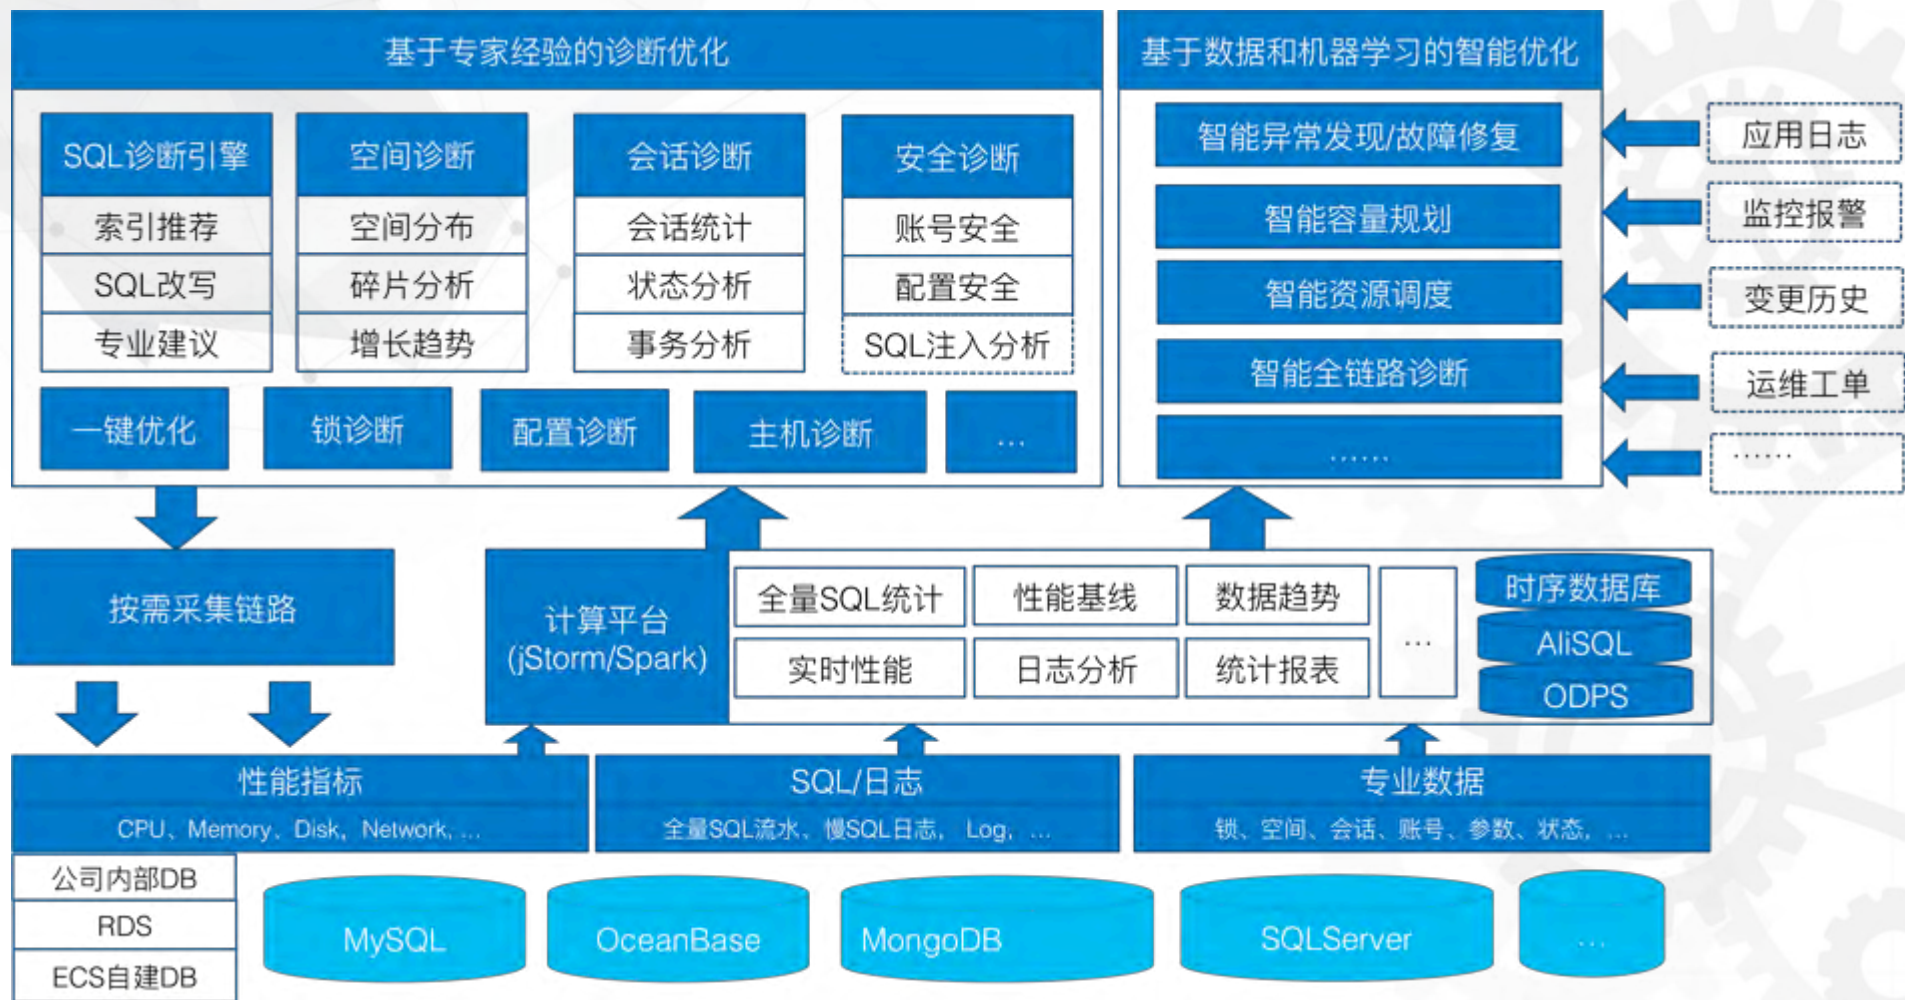 基于专家经验的诊断优化
基于数据和机器学习的智能优化
SQL诊断引擎
索引推荐
SQL改写
专业建议
空间诊断
空间分布
碎片分析
增长趋势
会话诊断
会话统计
状态分析
事务分析
安全诊断
账号安全
配置安全
SQL注入分析
一键优化
锁诊断
配置诊断
主机诊断
...
智能异常发现/故障修复
智能容量规划
智能资源调度
智能全链路诊断
......
应用日志
监控报警
变更历史
运维工单
......
按需采集链路
计算平台
(jStorm/Spark)
全量SQL统计
性能基线
数据趋势
实时性能
日志分析
统计报表
...
时序数据库
AliSQL
ODPS
性能指标
CPU、Memory、Disk，Network, ...
SQL/日志
全量SQL流水、慢SQL日志， Log，...
专业数据
锁、空间、会话、账号、参数、状态，...
公司内部DB
RDS
ECS自建DB
MySQL
OceanBase
MongoDB
SQLServer
...